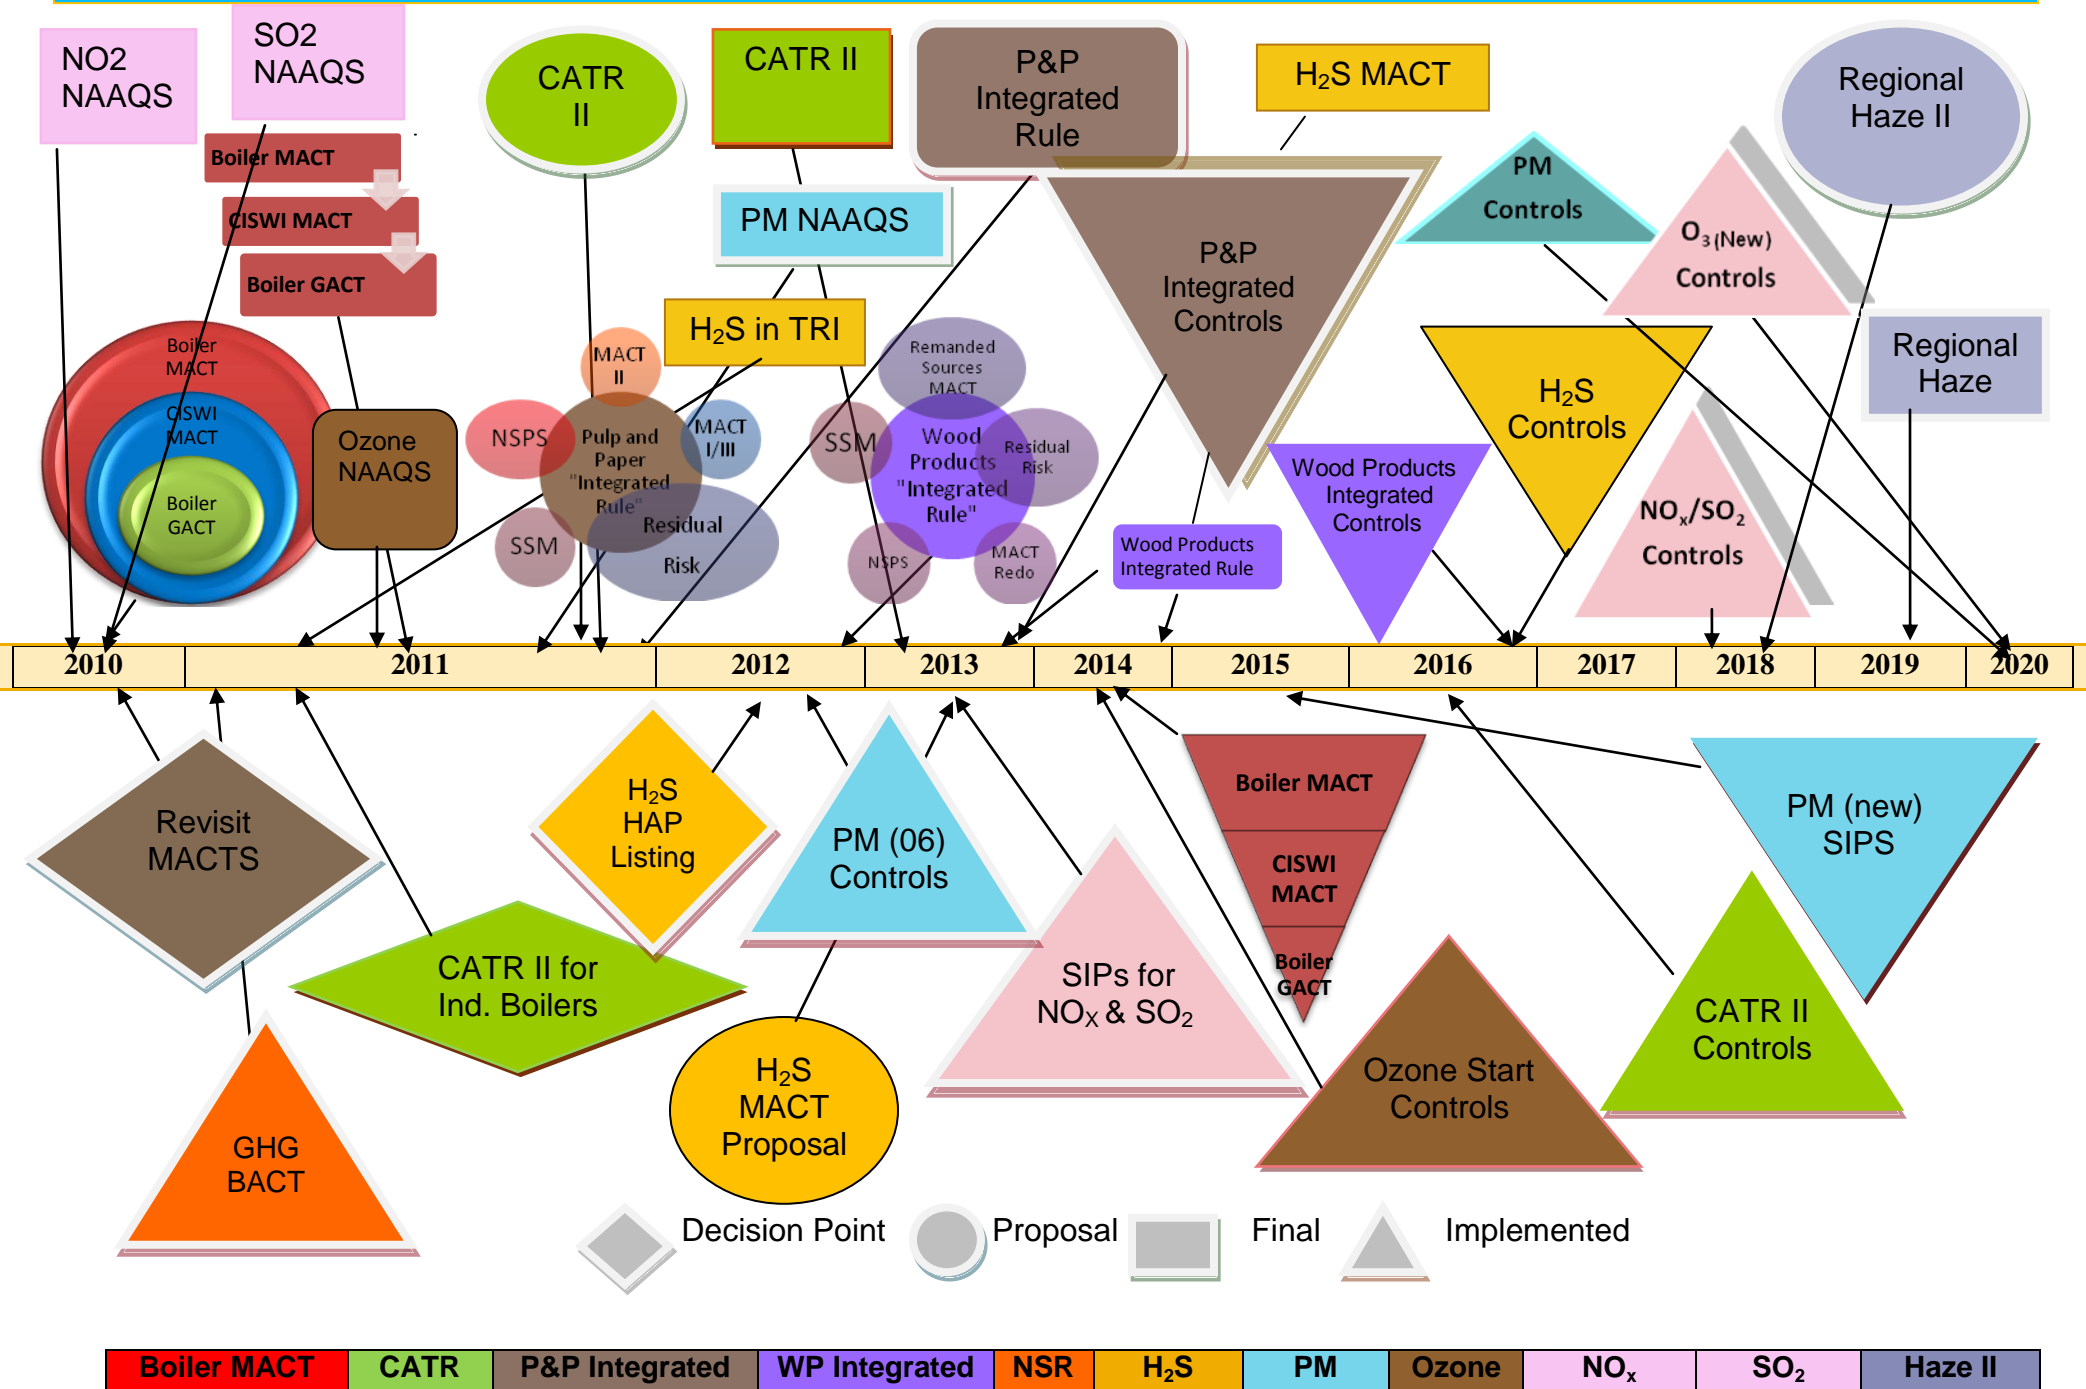 NO2
NAAQS
SO2
NAAQS
CATR
II
CATR II
P&P
Integrated
Rule
H₂S MACT
Regional
Haze II
Boiler MACT
CISWI MACT
Boiler GACT
PM NAAQS
P&P
Integrated
Controls
PM
Controls
O₃ (New)
Controls
H₂S in TRI
Regional
Haze
Boiler
MACT
CISWI
MACT
Boiler
GACT
Ozone
NAAQS
MACT
II
NSPS
Pulp and
Paper
"Integrated
Rule"
MACT
I/III
SSM
Residual
Risk
Remanded
Sources
MACT
SSM
Wood
Products
"Integrated
Rule"
Residual
Risk
NSPS
MACT
Redo
Wood Products
Integrated Rule
Wood Products
Integrated
Controls
H₂S
Controls
NOₓ/SO₂
Controls
2010 2011 2012 2013 2014 2015 2016 2017 2018 2019 2020
Revisit
MACTS
H₂S
HAP
Listing
PM (06)
Controls
Boiler MACT
CISWI
MACT
Boiler
GACT
PM (new)
SIPS
CATR II for
Ind. Boilers
SIPs for
NOX & SO₂
CATR II
Controls
GHG
BACT
H₂S
MACT
Proposal
Ozone Start
Controls
Decision Point Proposal Final Implemented
Boiler MACT CATR P&P Integrated WP Integrated NSR H₂S PM Ozone NOₓ SO₂ Haze II